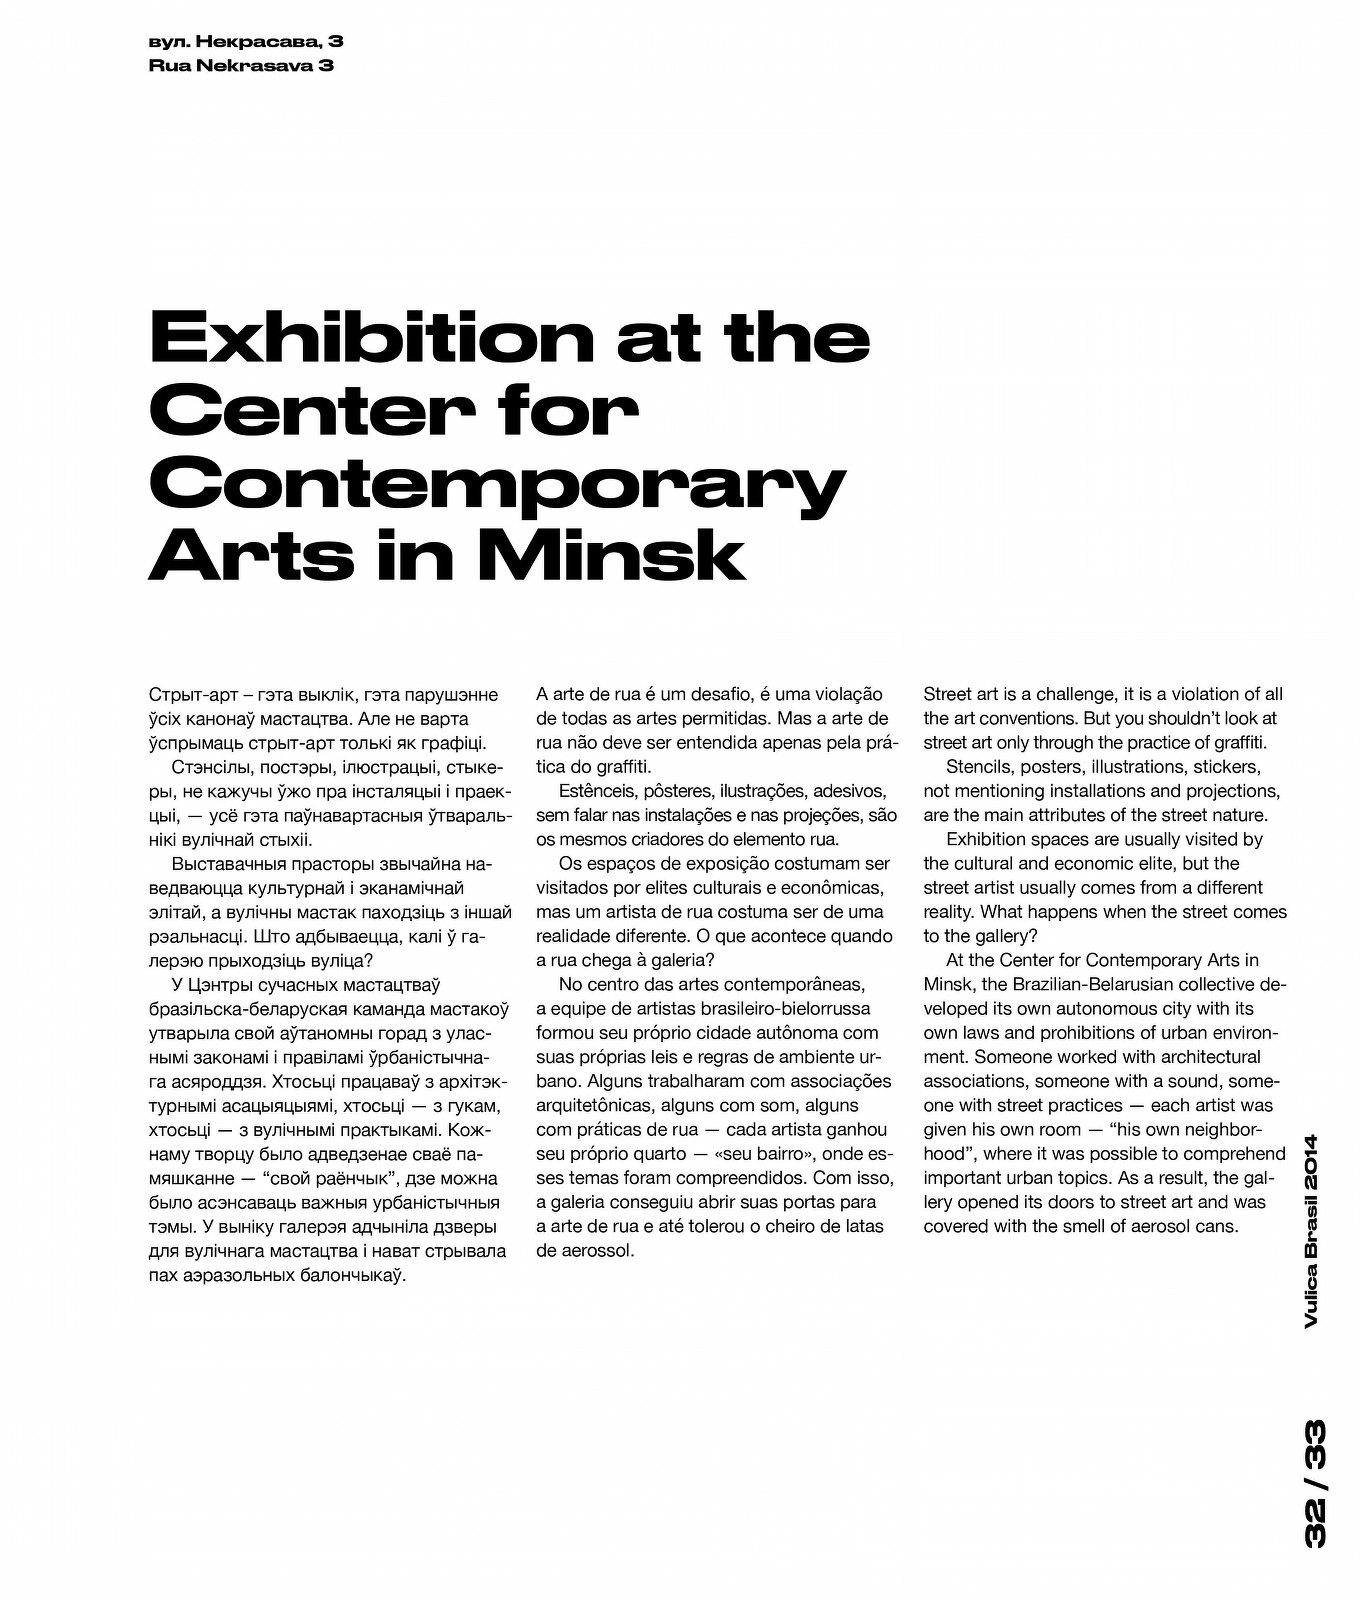 вул. Некрасава, 3
Rua Nekrasava 3
Exhibition at the
Center for
Contemporary
Arts in Minsk
Стрыт-арт – гэта выклік, гэта парушэнне
ўсіх канонаў мастацтва. Але не варта
ўспрымаць стрыт-арт толькі як графіці.
Стэнсілы, постэры, ілюстрацыі, стыке-
ры, не кажучы ўжо пра інсталяцыі і праек-
цыі, — усё гэта паўнавартасныя ўтвараль-
нікі вулічнай стыхіі.
Выставачныя прасторы звычайна на-
ведваюцца культурнай і эканамічнай
элітай, а вулічны мастак паходзіць з іншай
рэальнасці. Што адбываецца, калі ў га-
лерэю прыходзіць вуліца?
У Цэнтры сучасных мастацтваў
бразільска-беларуская каманда мастакоў
утварыла свой аўтаномны горад з улас-
нымі законамі і правіламі ўрбаністычна-
га асяроддзя. Хтосьці працаваў з архітэк-
турнымі асацыяцыямі, хтосьці — з гукам,
хтосьці — з вулічнымі практыкамі. Кож-
наму творцу было адведзенае сваё па-
мяшканне — “свой раёнчык”, дзе можна
было асэнсаваць важныя урбаністычныя
тэмы. У выніку галерэя адчыніла дзверы
для вулічнага мастацтва і нават стрывала
пах аэразольных балончыкаў.
A arte de rua é um desafio, é uma violação
de todas as artes permitidas. Mas a arte de
rua não deve ser entendida apenas pela prá-
tica do graffiti.
Estênceis, pôsteres, ilustrações, adesivos,
sem falar nas instalações e nas projeções, são
os mesmos criadores do elemento rua.
Os espaços de exposição costumam ser
visitados por elites culturais e econômicas,
mas um artista de rua costuma ser de uma
realidade diferente. O que acontece quando
a rua chega à galeria?
No centro das artes contemporâneas,
a equipe de artistas brasileiro-bielorrussa
formou seu próprio cidade autônoma com
suas próprias leis e regras de ambiente ur-
bano. Alguns trabalharam com associações
arquitetônicas, alguns com som, alguns
com práticas de rua — cada artista ganhou
seu próprio quarto — «seu bairro», onde es-
ses temas foram compreendidos. Com isso,
a galeria conseguiu abrir suas portas para
a arte de rua e até tolerou o cheiro de latas
de aerossol.
Street art is a challenge, it is a violation of all
the art conventions. But you shouldn’t look at
street art only through the practice of graffiti.
Stencils, posters, illustrations, stickers,
not mentioning installations and projections,
are the main attributes of the street nature.
Exhibition spaces are usually visited by
the cultural and economic elite, but the
street artist usually comes from a different
reality. What happens when the street comes
to the gallery?
At the Center for Contemporary Arts in
Minsk, the Brazilian-Belarusian collective de-
veloped its own autonomous city with its
own laws and prohibitions of urban environ-
ment. Someone worked with architectural
associations, someone with a sound, some-
one with street practices — each artist was
given his own room — “his own neighbor-
hood”, where it was possible to comprehend
important urban topics. As a result, the gal-
lery opened its doors to street art and was
covered with the smell of aerosol cans.
Vulica Brasil 2014
32 / 33